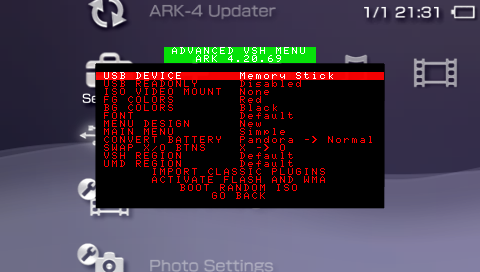 ARK-4 Updater
1/1 21:31
ADVANCED VSH MENU
ARK 4.20.69
USB DEVICE Memory Stick
USB READONLY Disabled
ISO VIDEO MOUNT None
FG COLORS Red
BG COLORS Black
FONT Default
MENU DESIGN New
MAIN MENU Simple
CONVERT BATTERY Pandora -> Normal
SWAP X/O BTNS X -> O
VSH REGION Default
UMD REGION Default
IMPORT CLASSIC PLUGINS
ACTIVATE FLASH AND WMA
BOOT RANDOM ISO
GO BACK
Photo Settings